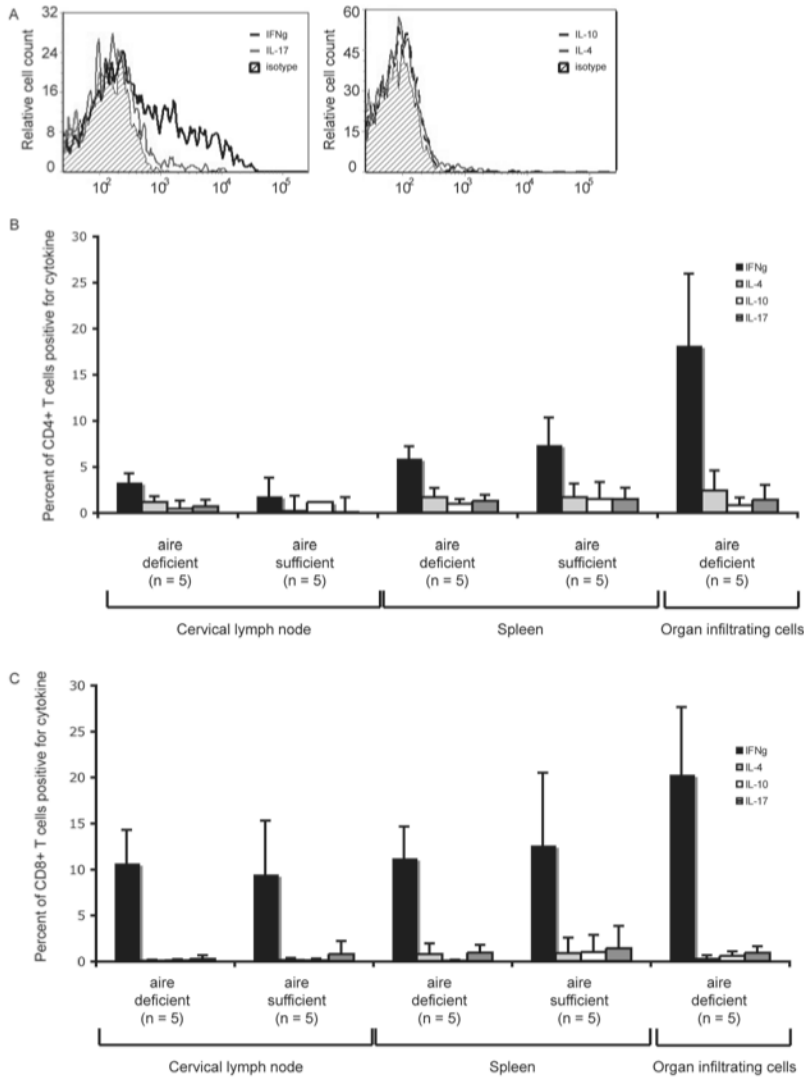 A
32
24
16
8
0
Relative cell count
IFNg
IL-17
isotype
10²
10³
10⁴
10⁵
60
45
30
15
0
Relative cell count
IL-10
IL-4
isotype
10²
10³
10⁴
10⁵
B
Percent of CD4+ T cells positive for cytokine
30
25
20
15
10
5
0
IFNg
IL-4
IL-10
IL-17
aire
deficient
(n = 5)
aire
sufficient
(n = 5)
aire
deficient
(n = 5)
aire
sufficient
(n = 5)
aire
deficient
(n = 5)
Cervical lymph node
Spleen
Organ infiltrating cells
C
Percent of CD8+ T cells positive for cytokine
30
25
20
15
10
5
0
IFNg
IL-4
IL-10
IL-17
aire
deficient
(n = 5)
aire
sufficient
(n = 5)
aire
deficient
(n = 5)
aire
sufficient
(n = 5)
aire
deficient
(n = 5)
Cervical lymph node
Spleen
Organ infiltrating cells